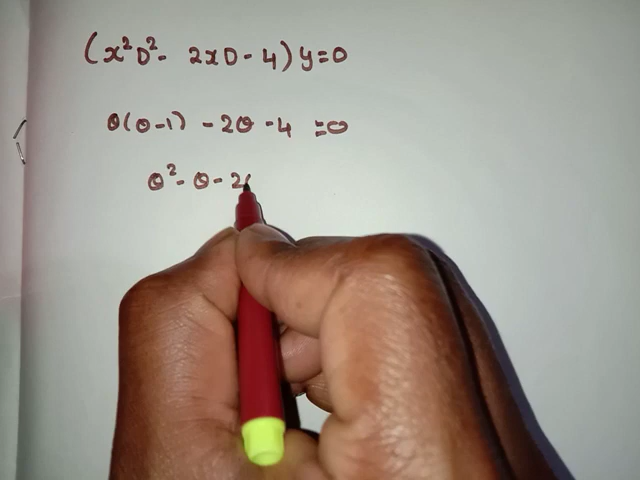 (x²D² - 2xD - 4) y = 0
θ(θ-1) - 2θ - 4 = 0
θ² - θ - 2